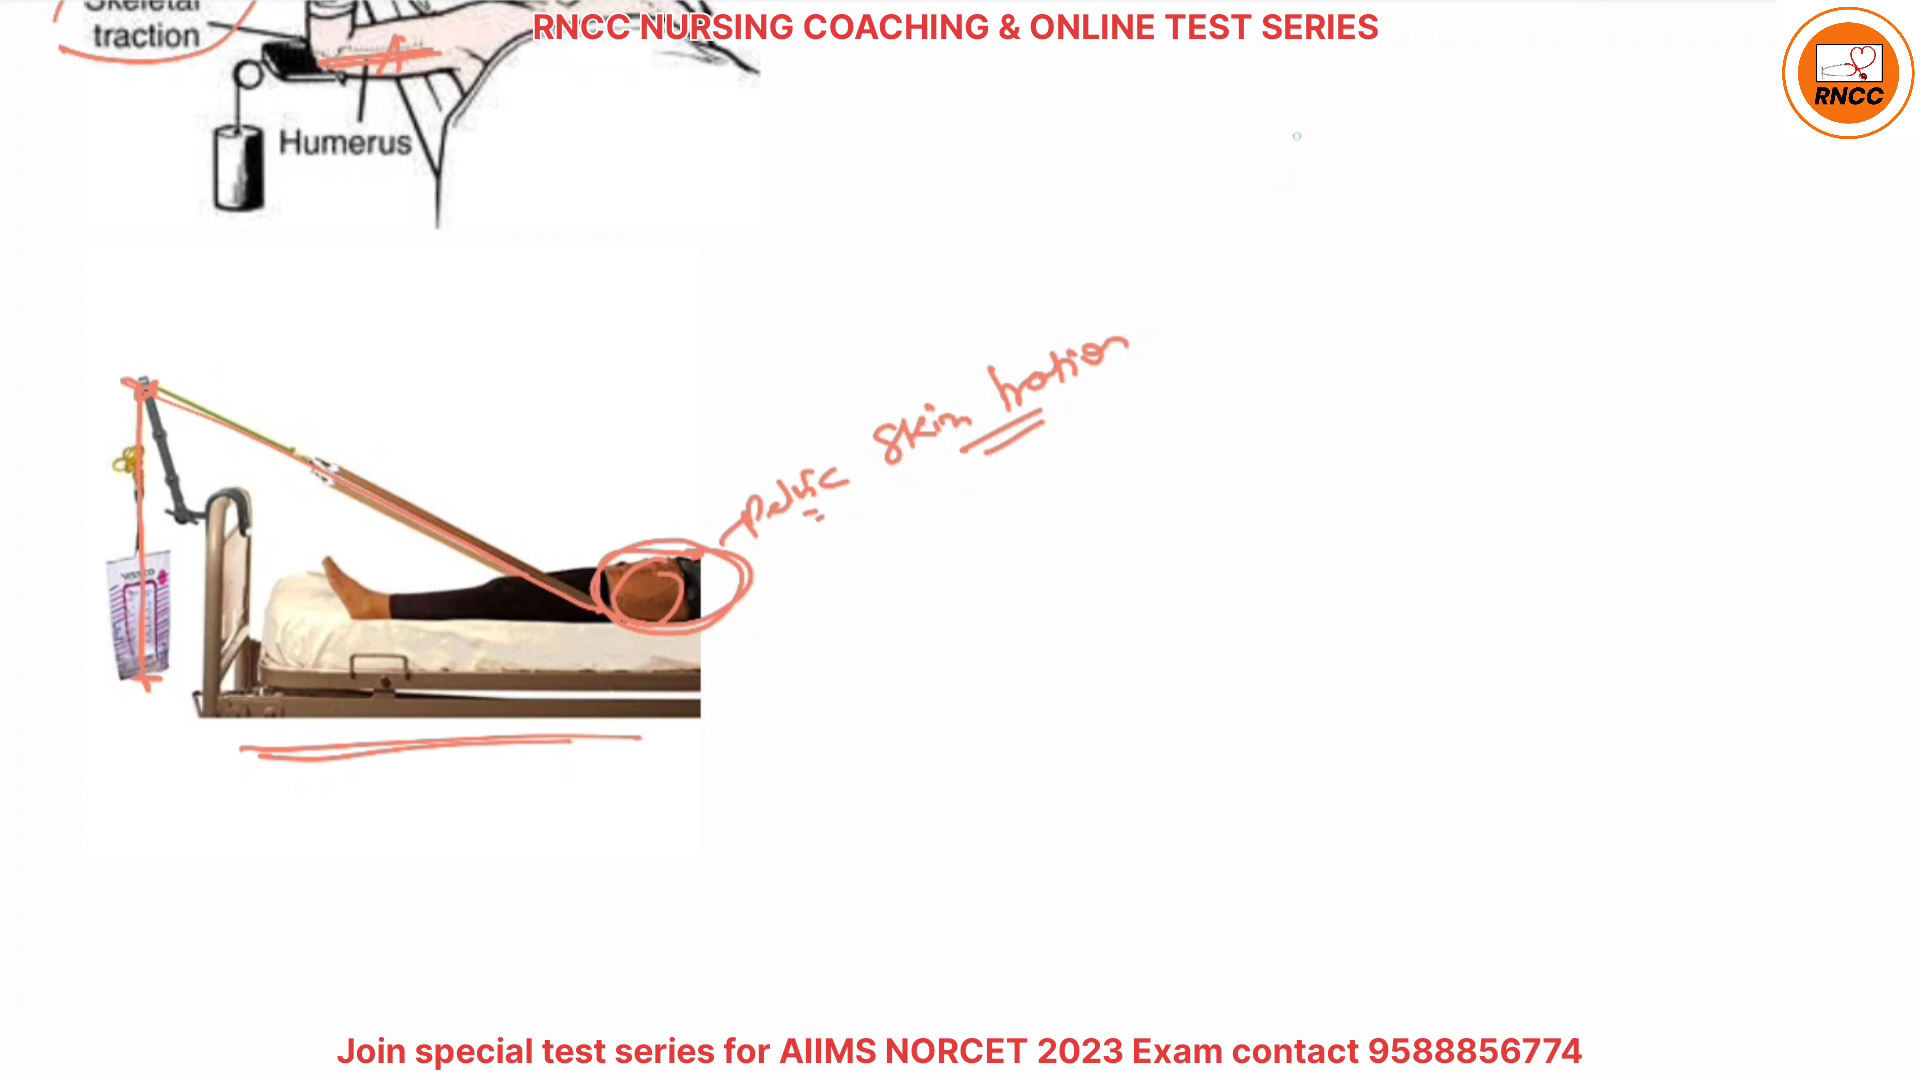 Skeletal
traction
RNCC NURSING COACHING & ONLINE TEST SERIES
RNCC
Humerus
Pelvic skin traction
Join special test series for AIIMS NORCET 2023 Exam contact 9588856774